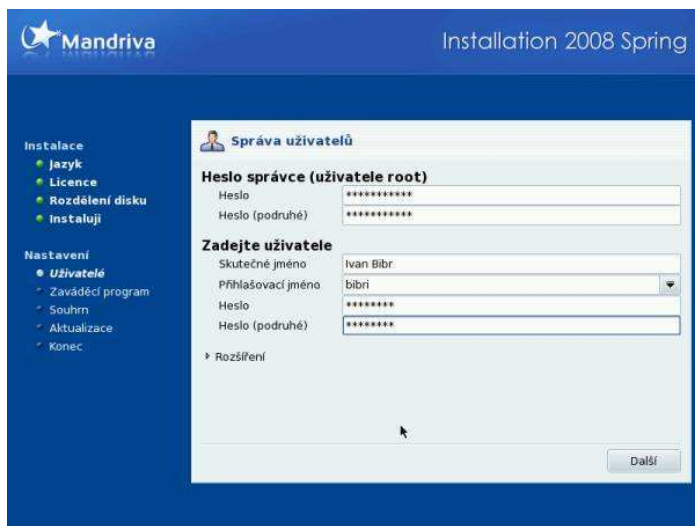 Mandriva
Installation 2008 Spring
Instalace
Jazyk
Licence
Rozdělení disku
Instaluji
Nastavení
Uživatelé
Zaváděcí program
Souhrn
Aktualizace
Konec
Správa uživatelů
Heslo správce (uživatele root)
Heslo ***********
Heslo (podruhé) ***********
Zadejte uživatele
Skutečné jméno Ivan Bibr
Přihlašovací jméno bibri
Heslo ********
Heslo (podruhé) ********
Rozšíření
Další